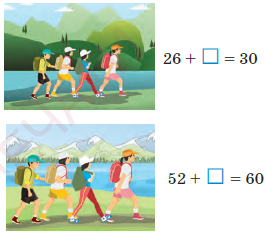 26 + □ = 30
52 + □ = 60